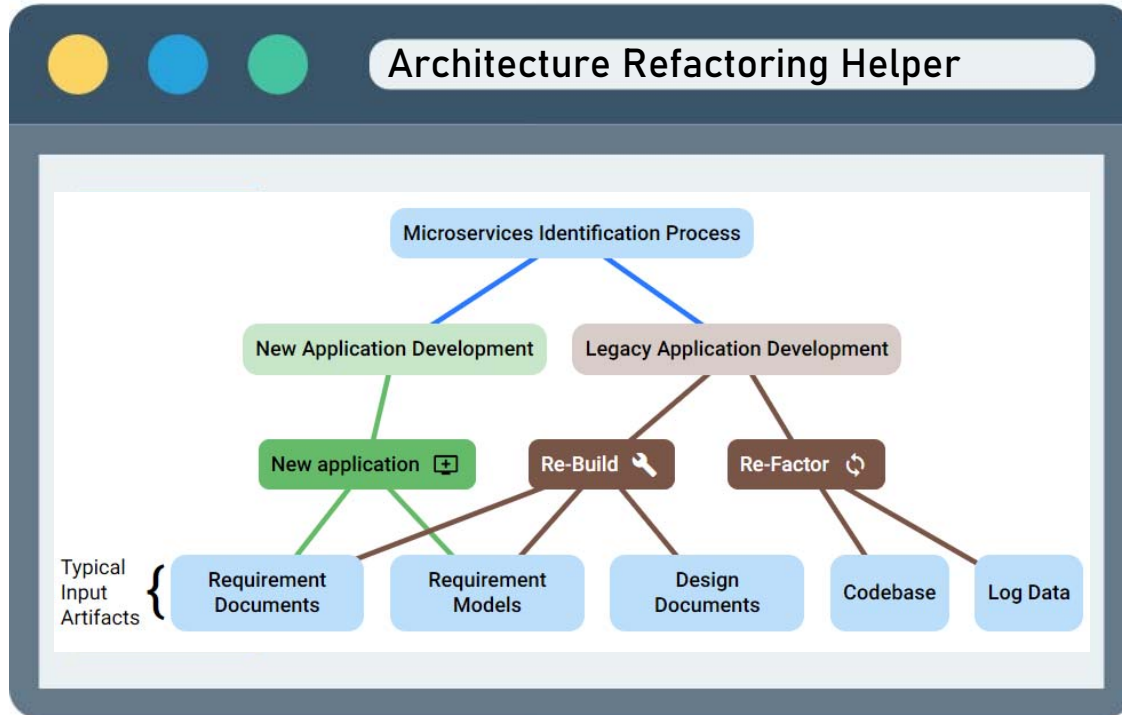 Architecture Refactoring Helper
Microservices Identification Process
New Application Development
Legacy Application Development
New application
Re-Build
Re-Factor
Typical
Input
Artifacts
Requirement
Documents
Requirement
Models
Design
Documents
Codebase
Log Data